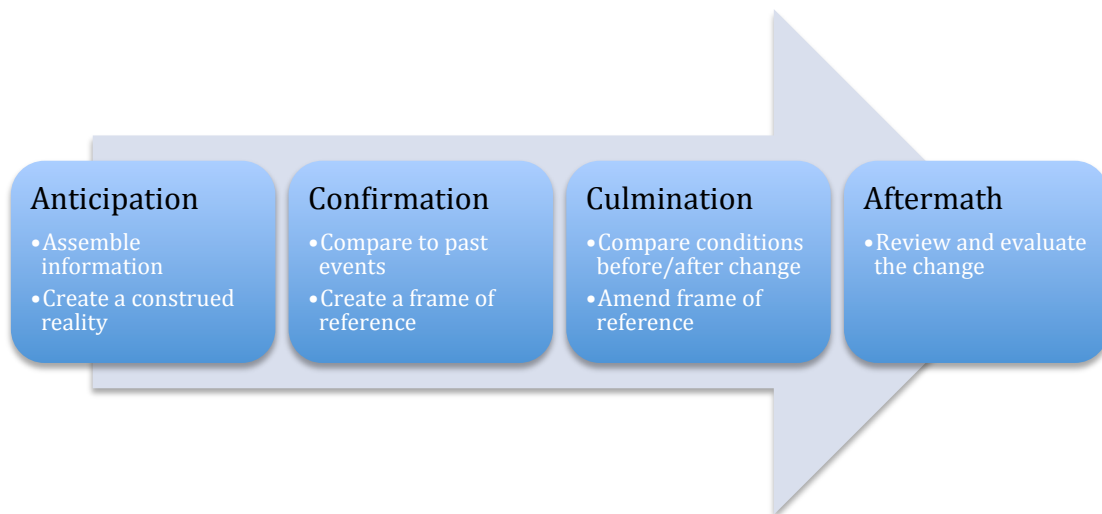 Anticipation
•Assemble
information
•Create a construed
reality
Confirmation
•Compare to past
events
•Create a frame of
reference
Culmination
•Compare conditions
before/after change
•Amend frame of
reference
Aftermath
•Review and evaluate
the change